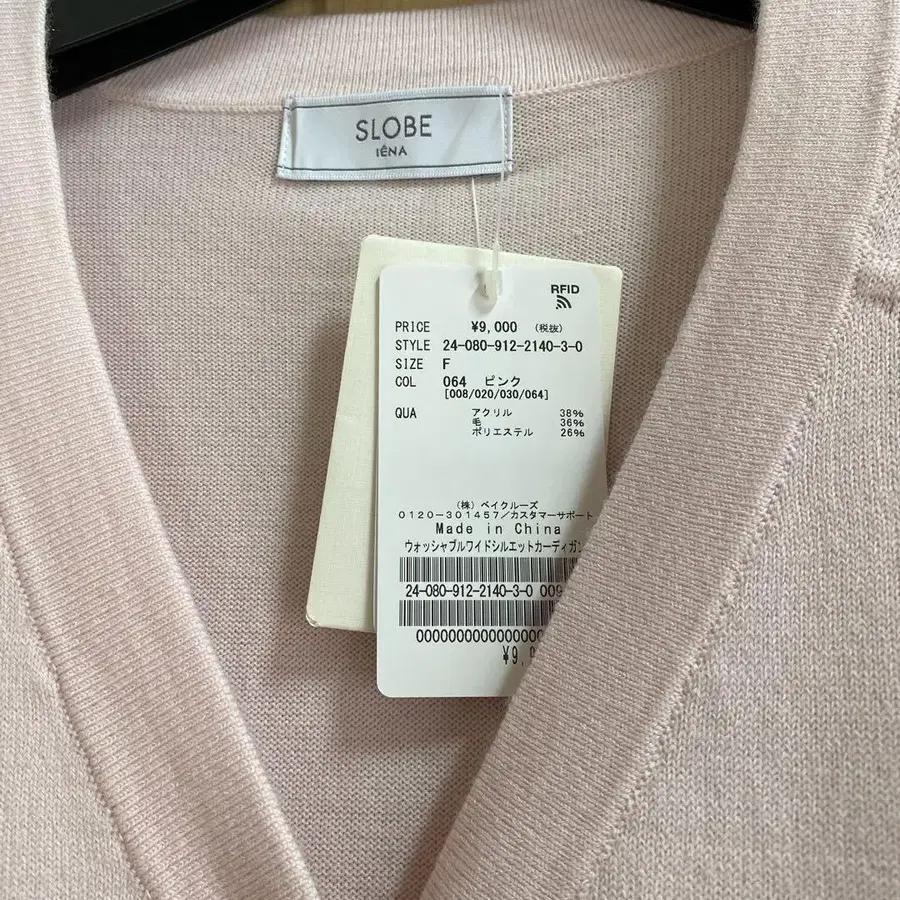 SLOBE
IÉNA
RFID
PRICE ¥9,000 (税抜)
STYLE 24-080-912-2140-3-0
SIZE F
COL 064 ピンク
[008/020/030/064]
QUA アクリル 38%
毛 36%
ポリエステル 26%
(株) ベイクルーズ
0120-301457/カスタマーサポート
Made in China
ウォッシャブルワイドシルエットカーディガン
24-080-912-2140-3-0 009
0000000000000000
¥9,